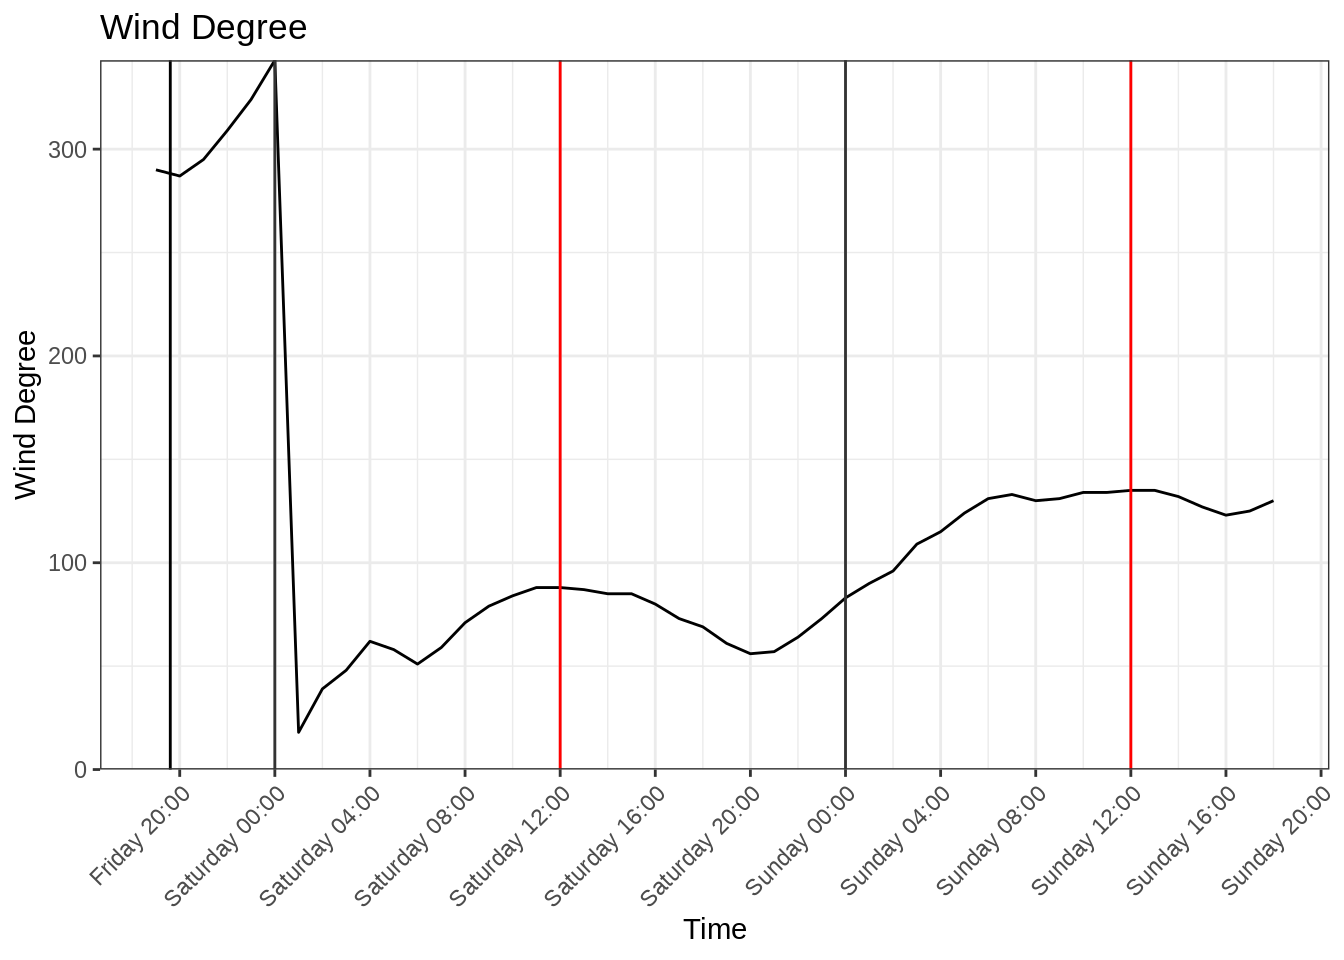 Wind Degree
Wind Degree
300
200
100
0
Friday 20:00
Saturday 00:00
Saturday 04:00
Saturday 08:00
Saturday 12:00
Saturday 16:00
Saturday 20:00
Sunday 00:00
Sunday 04:00
Sunday 08:00
Sunday 12:00
Sunday 16:00
Sunday 20:00
Time